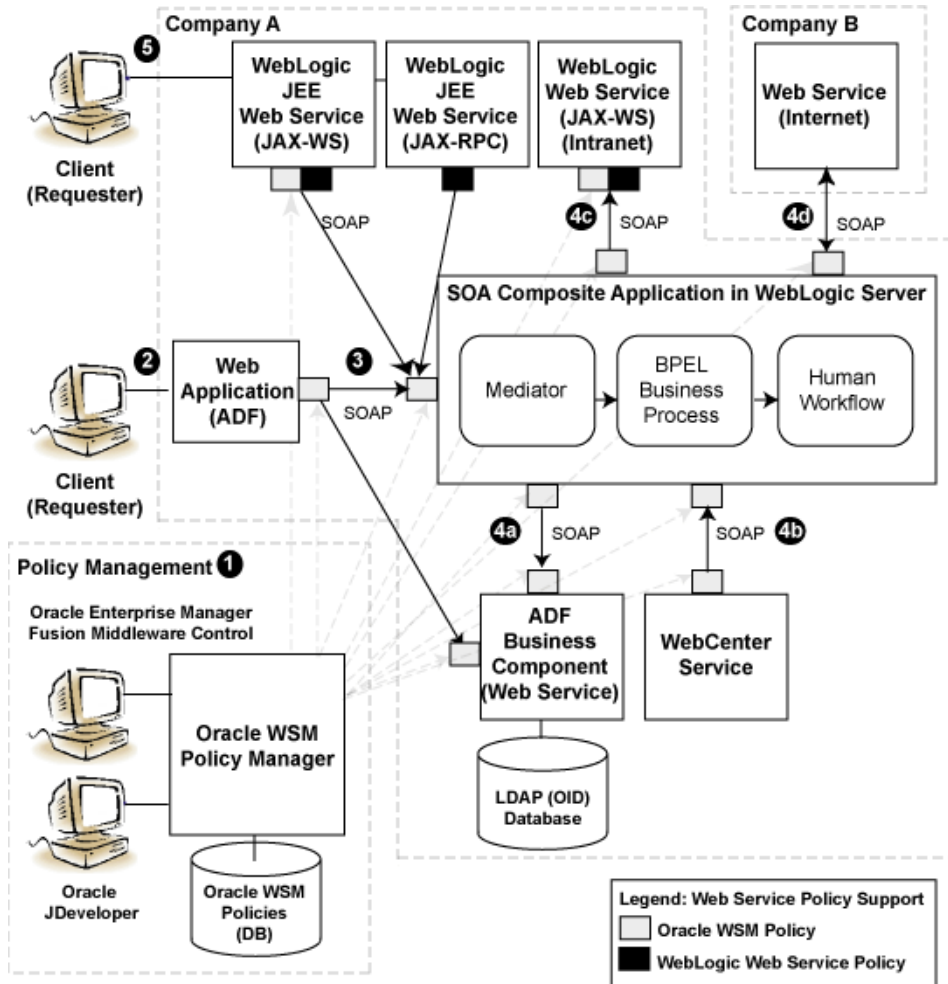 Company A
Company B
5
WebLogic
JEE
Web Service
(JAX-WS)
WebLogic
JEE
Web Service
(JAX-RPC)
WebLogic
Web Service
(JAX-WS)
(Intranet)
Web Service
(Internet)
Client
(Requester)
SOAP
4c
SOAP
4d
SOAP
SOA Composite Application in WebLogic Server
2
Web
Application
(ADF)
3
SOAP
Mediator
BPEL
Business
Process
Human
Workflow
Client
(Requester)
4a
SOAP
SOAP
4b
Policy Management
1
Oracle Enterprise Manager
Fusion Middleware Control
Oracle WSM
Policy Manager
ADF
Business
Component
(Web Service)
WebCenter
Service
LDAP (OID)
Database
Oracle
JDeveloper
Oracle WSM
Policies
(DB)
Legend: Web Service Policy Support
Oracle WSM Policy
WebLogic Web Service Policy